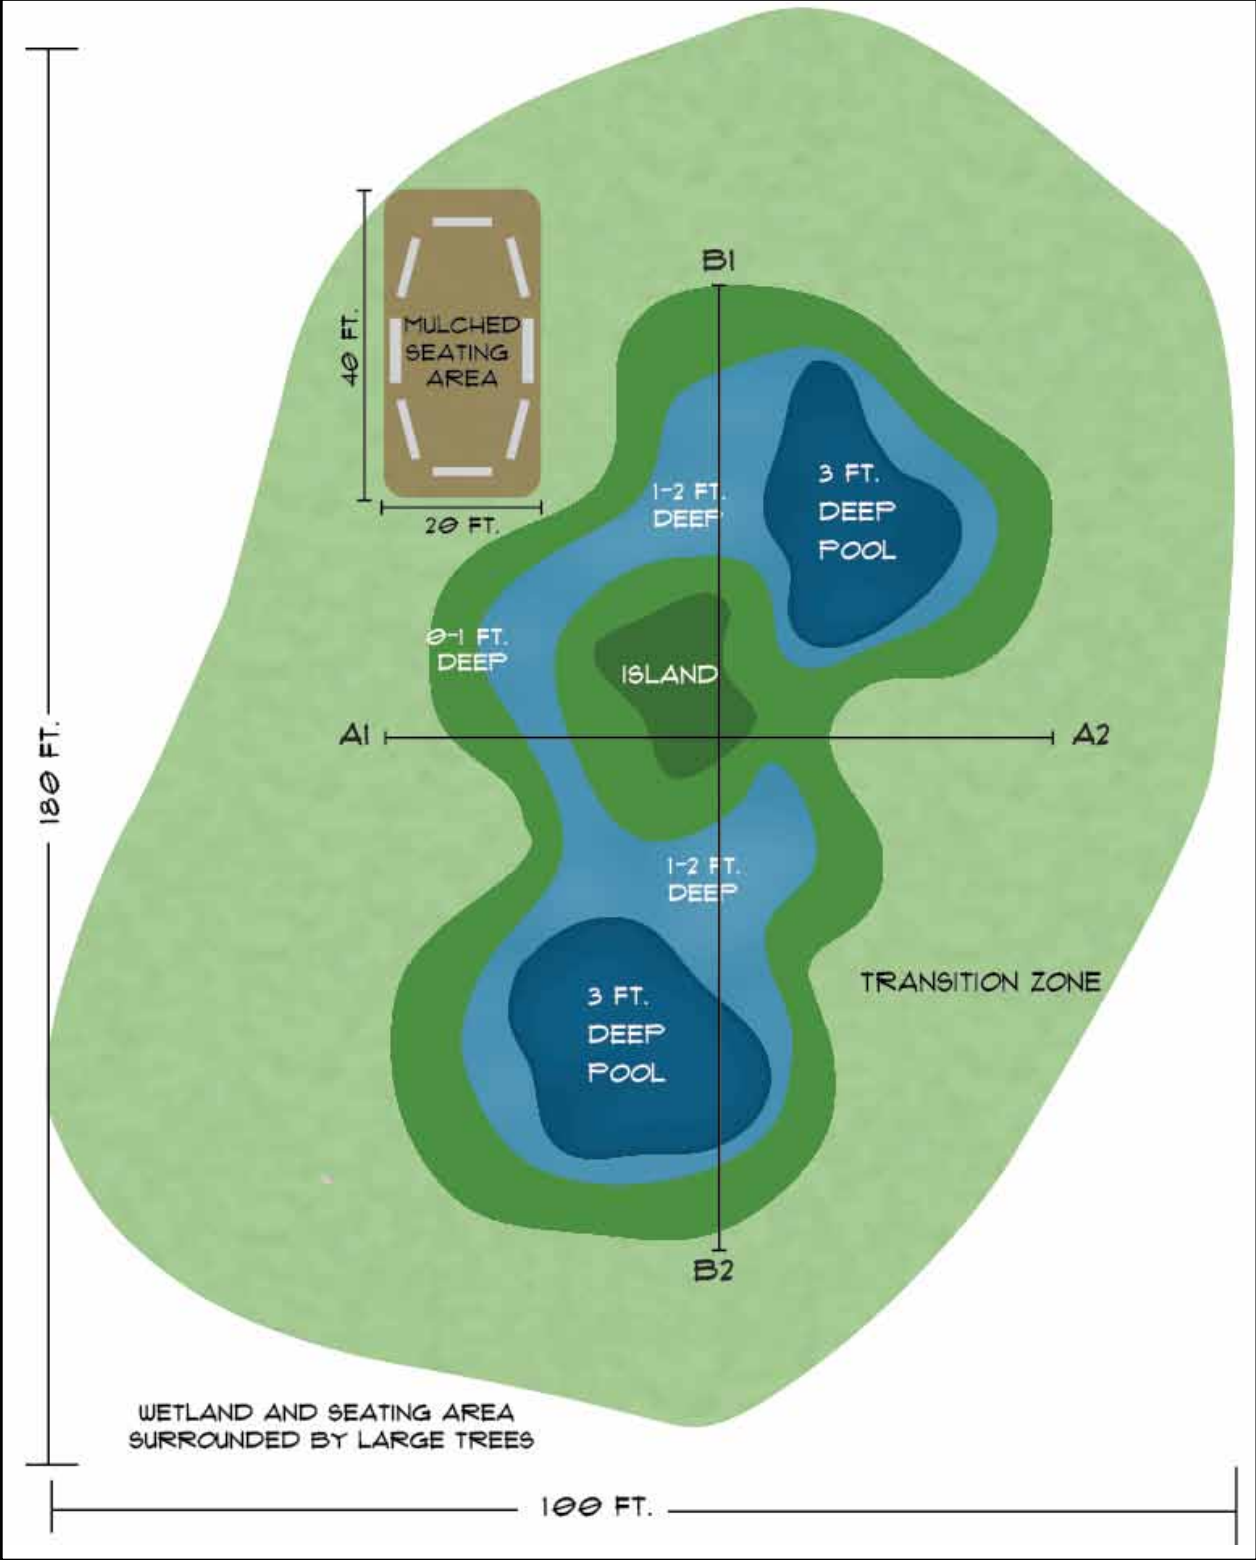 B1
40 FT.
MULCHED
SEATING
AREA
20 FT.
1-2 FT.
DEEP
3 FT.
DEEP
POOL
0-1 FT.
DEEP
ISLAND
A1
A2
180 FT.
1-2 FT.
DEEP
TRANSITION ZONE
3 FT.
DEEP
POOL
B2
WETLAND AND SEATING AREA
SURROUNDED BY LARGE TREES
100 FT.